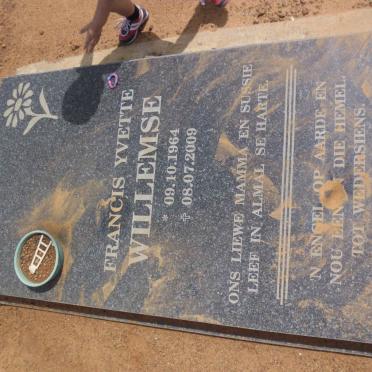 FRANCIS YVETTE
WILLEMSE
* 09.10.1964
✞ 08.07.2009
ONS LIEWE MAMMA EN SUSSIE
LEEF IN ALMAL SE HARTE.
'N ENGEL OP AARDE EN
NOU EEN IN DIE HEMEL.
TOT WEDERSIENS.